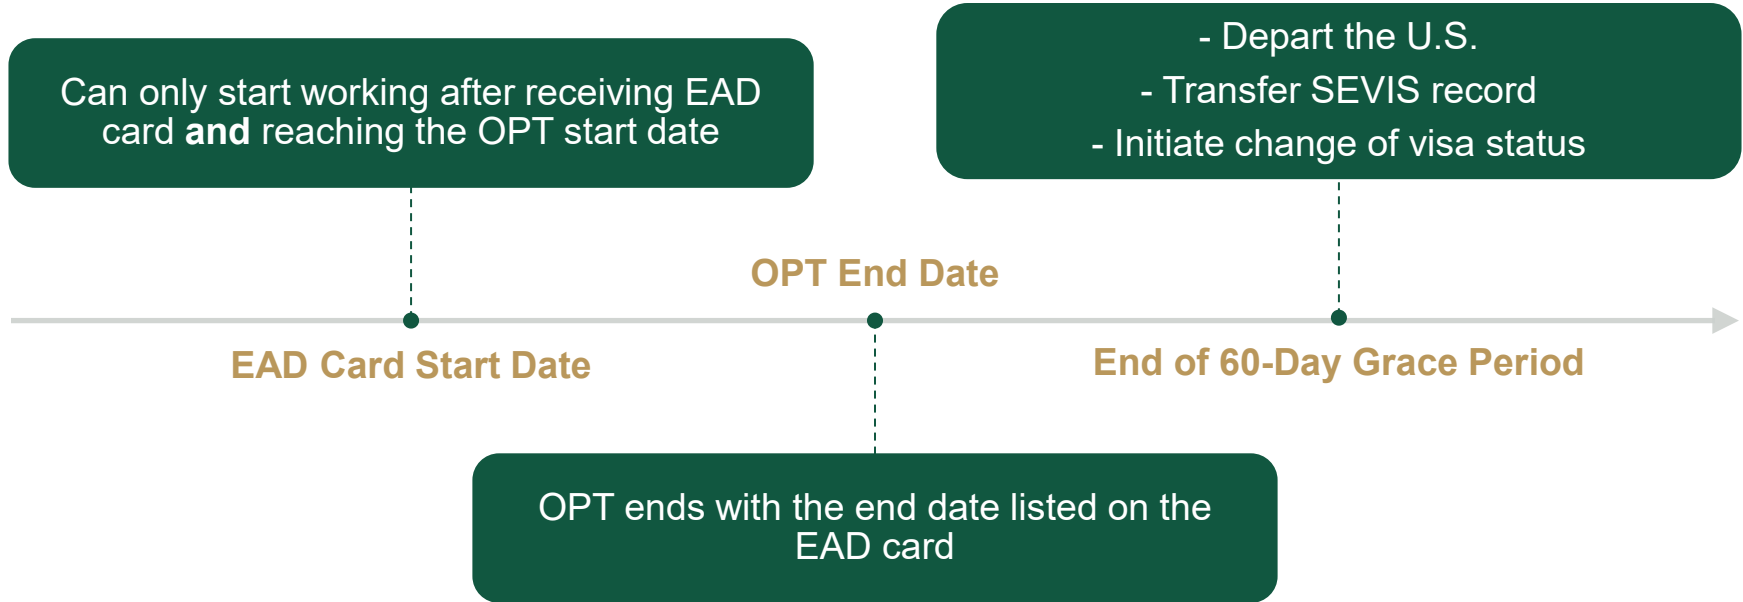 Can only start working after receiving EAD
card and reaching the OPT start date
- Depart the U.S.
- Transfer SEVIS record
- Initiate change of visa status
OPT End Date
EAD Card Start Date
End of 60-Day Grace Period
OPT ends with the end date listed on the
EAD card